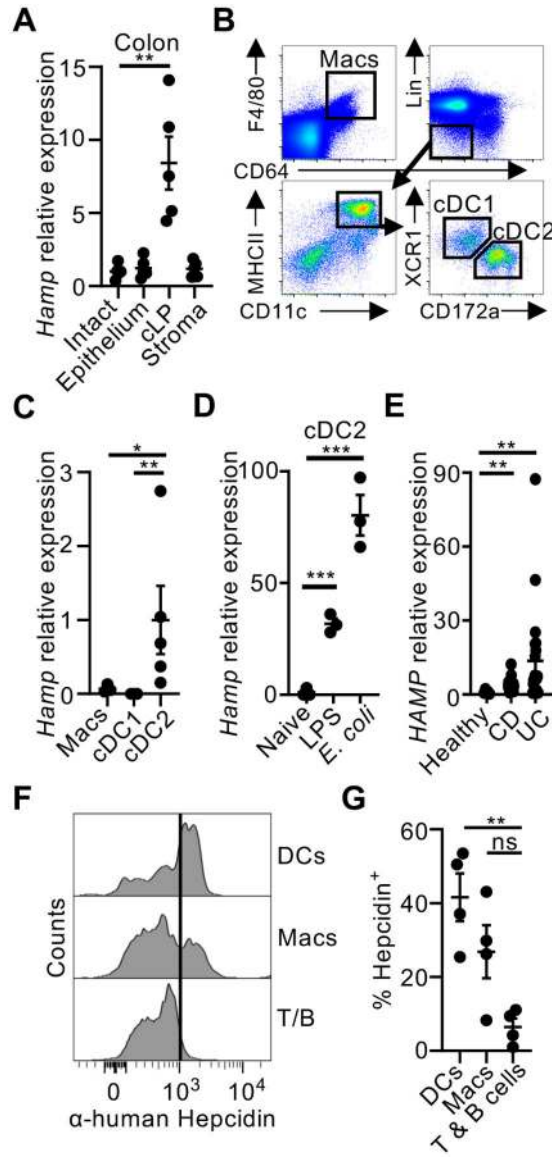 A
Colon
**
Hamp relative expression
15
10
5
0
Intact
Epithelium
cLP
Stroma
B
F4/80
Macs
CD64
Lin
MHCII
CD11c
XCR1
cDC1
cDC2
CD172a
C
*
**
Hamp relative expression
3
2
1
0
Macs
cDC1
cDC2
D
cDC2
***
***
Hamp relative expression
100
50
0
Naive
LPS
E. coli
E
**
**
HAMP relative expression
90
60
30
0
Healthy
CD
UC
F
Counts
DCs
Macs
T/B
0 10³ 10⁴
α-human Hepcidin
G
**
ns
% Hepcidin⁺
60
40
20
0
DCs
Macs
T & B cells